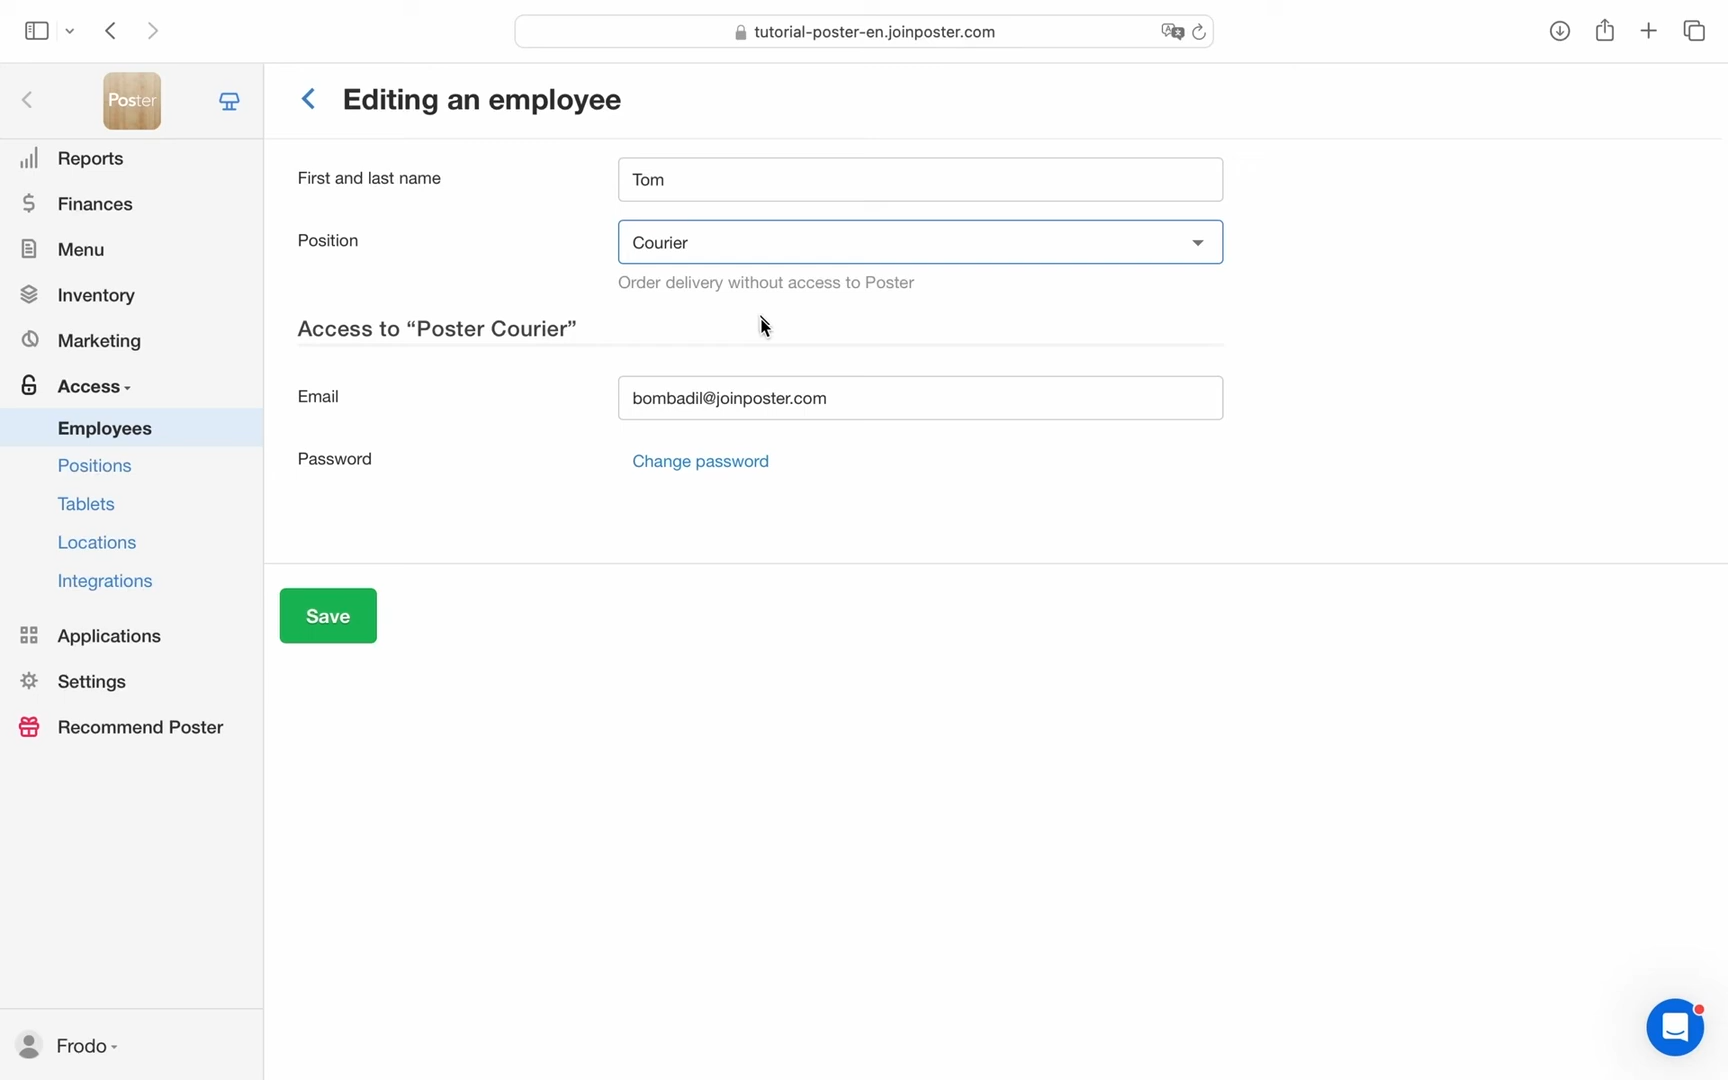 tutorial-poster-en.joinposter.com
Poster
Editing an employee
Reports
Finances
Menu
Inventory
Marketing
Access
Employees
Positions
Tablets
Locations
Integrations
Applications
Settings
Recommend Poster
Frodo
First and last name
Tom
Position
Courier
Order delivery without access to Poster
Access to “Poster Courier”
Email
bombadil@joinposter.com
Password
Change password
Save